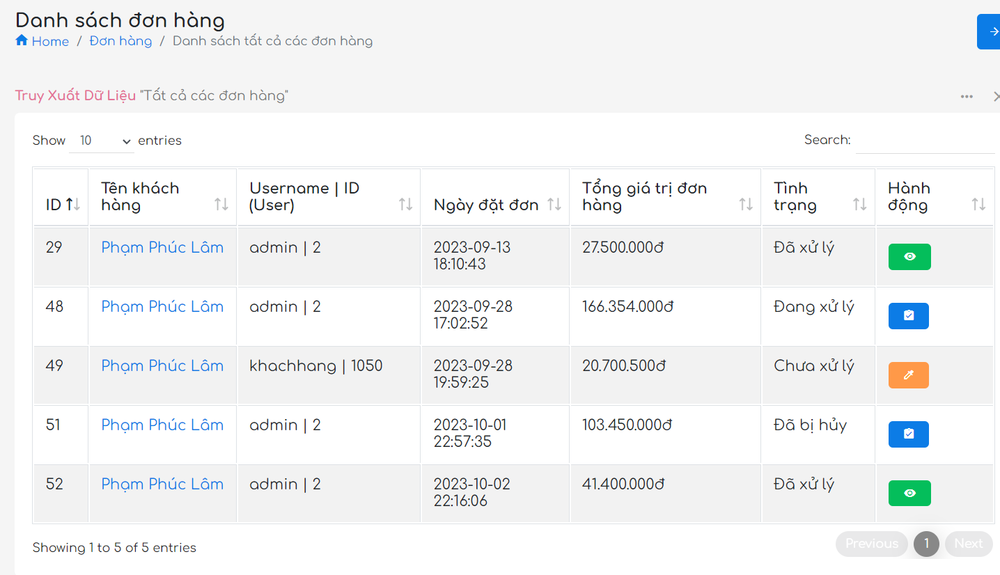 Danh sách đơn hàng
Home / Đơn hàng / Danh sách tất cả các đơn hàng
Truy Xuất Dữ Liệu "Tất cả các đơn hàng"
Show 10 entries
Search:
ID
Tên khách
hàng
Username | ID
(User)
Ngày đặt đơn
Tổng giá trị đơn
hàng
Tình
trạng
Hành
động
29 Phạm Phúc Lâm admin | 2 2023-09-13 27.500.000đ Đã xử lý
18:10:43
48 Phạm Phúc Lâm admin | 2 2023-09-28 166.354.000đ Đang xử lý
17:02:52
49 Phạm Phúc Lâm khachhang | 1050 2023-09-28 20.700.500đ Chưa xử lý
19:59:25
51 Phạm Phúc Lâm admin | 2 2023-10-01 103.450.000đ Đã bị hủy
22:57:35
52 Phạm Phúc Lâm admin | 2 2023-10-02 41.400.000đ Đã xử lý
22:16:06
Showing 1 to 5 of 5 entries
Previous 1 Next